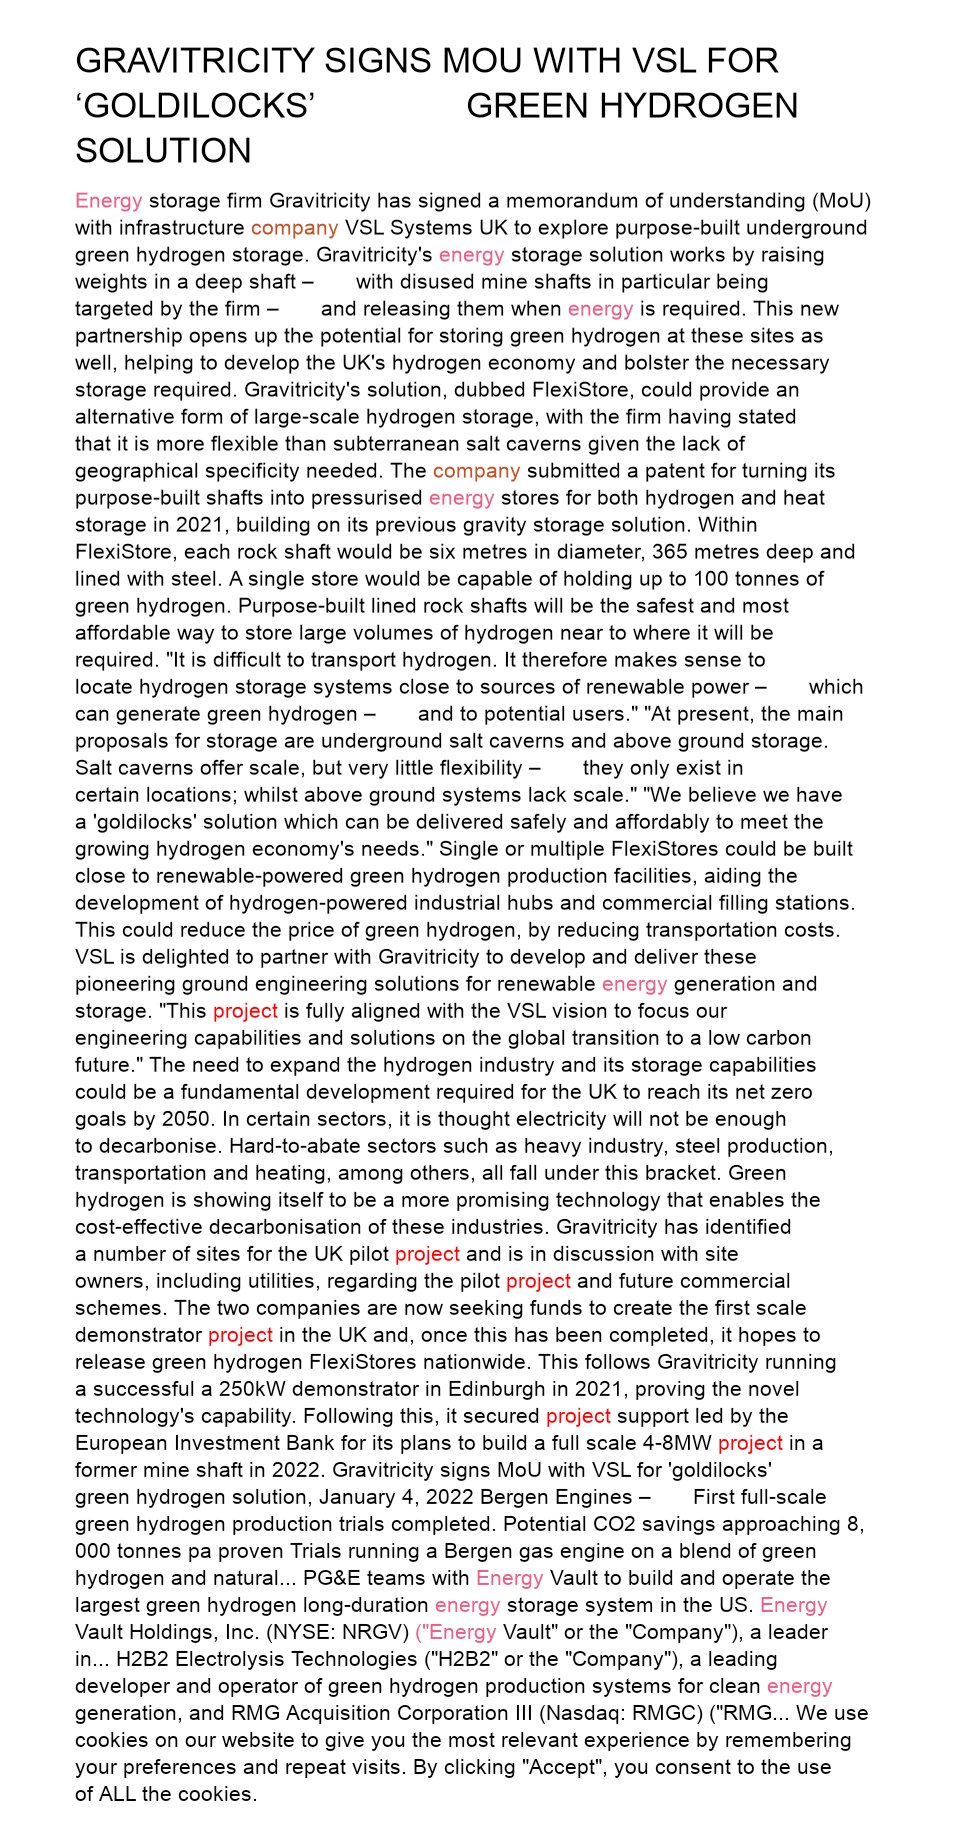 GRAVITRICITY SIGNS MOU WITH VSL FOR
‘GOLDILOCKS’ GREEN HYDROGEN
SOLUTION
Energy storage firm Gravitricity has signed a memorandum of understanding (MoU)
with infrastructure company VSL Systems UK to explore purpose-built underground
green hydrogen storage. Gravitricity's energy storage solution works by raising
weights in a deep shaft – with disused mine shafts in particular being
targeted by the firm – and releasing them when energy is required. This new
partnership opens up the potential for storing green hydrogen at these sites as
well, helping to develop the UK's hydrogen economy and bolster the necessary
storage required. Gravitricity's solution, dubbed FlexiStore, could provide an
alternative form of large-scale hydrogen storage, with the firm having stated
that it is more flexible than subterranean salt caverns given the lack of
geographical specificity needed. The company submitted a patent for turning its
purpose-built shafts into pressurised energy stores for both hydrogen and heat
storage in 2021, building on its previous gravity storage solution. Within
FlexiStore, each rock shaft would be six metres in diameter, 365 metres deep and
lined with steel. A single store would be capable of holding up to 100 tonnes of
green hydrogen. Purpose-built lined rock shafts will be the safest and most
affordable way to store large volumes of hydrogen near to where it will be
required. "It is difficult to transport hydrogen. It therefore makes sense to
locate hydrogen storage systems close to sources of renewable power – which
can generate green hydrogen – and to potential users." "At present, the main
proposals for storage are underground salt caverns and above ground storage.
Salt caverns offer scale, but very little flexibility – they only exist in
certain locations; whilst above ground systems lack scale." "We believe we have
a 'goldilocks' solution which can be delivered safely and affordably to meet the
growing hydrogen economy's needs." Single or multiple FlexiStores could be built
close to renewable-powered green hydrogen production facilities, aiding the
development of hydrogen-powered industrial hubs and commercial filling stations.
This could reduce the price of green hydrogen, by reducing transportation costs.
VSL is delighted to partner with Gravitricity to develop and deliver these
pioneering ground engineering solutions for renewable energy generation and
storage. "This project is fully aligned with the VSL vision to focus our
engineering capabilities and solutions on the global transition to a low carbon
future." The need to expand the hydrogen industry and its storage capabilities
could be a fundamental development required for the UK to reach its net zero
goals by 2050. In certain sectors, it is thought electricity will not be enough
to decarbonise. Hard-to-abate sectors such as heavy industry, steel production,
transportation and heating, among others, all fall under this bracket. Green
hydrogen is showing itself to be a more promising technology that enables the
cost-effective decarbonisation of these industries. Gravitricity has identified
a number of sites for the UK pilot project and is in discussion with site
owners, including utilities, regarding the pilot project and future commercial
schemes. The two companies are now seeking funds to create the first scale
demonstrator project in the UK and, once this has been completed, it hopes to
release green hydrogen FlexiStores nationwide. This follows Gravitricity running
a successful a 250kW demonstrator in Edinburgh in 2021, proving the novel
technology's capability. Following this, it secured project support led by the
European Investment Bank for its plans to build a full scale 4-8MW project in a
former mine shaft in 2022. Gravitricity signs MoU with VSL for 'goldilocks'
green hydrogen solution, January 4, 2022 Bergen Engines – First full-scale
green hydrogen production trials completed. Potential CO2 savings approaching 8,
000 tonnes pa proven Trials running a Bergen gas engine on a blend of green
hydrogen and natural... PG&E teams with Energy Vault to build and operate the
largest green hydrogen long-duration energy storage system in the US. Energy
Vault Holdings, Inc. (NYSE: NRGV) ("Energy Vault" or the "Company"), a leader
in... H2B2 Electrolysis Technologies ("H2B2" or the "Company"), a leading
developer and operator of green hydrogen production systems for clean energy
generation, and RMG Acquisition Corporation III (Nasdaq: RMGC) ("RMG... We use
cookies on our website to give you the most relevant experience by remembering
your preferences and repeat visits. By clicking "Accept", you consent to the use
of ALL the cookies.